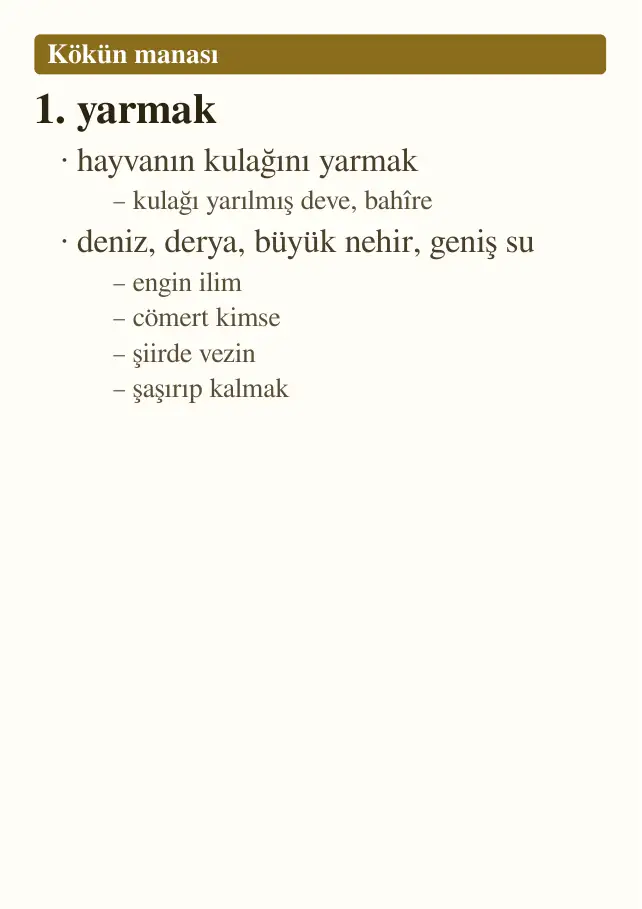 Kökün manası
1. yarmak
· hayvanın kulağını yarmak
– kulağı yarılmış deve, bahîre
· deniz, derya, büyük nehir, geniş su
– engin ilim
– cömert kimse
– şiirde vezin
– şaşırıp kalmak